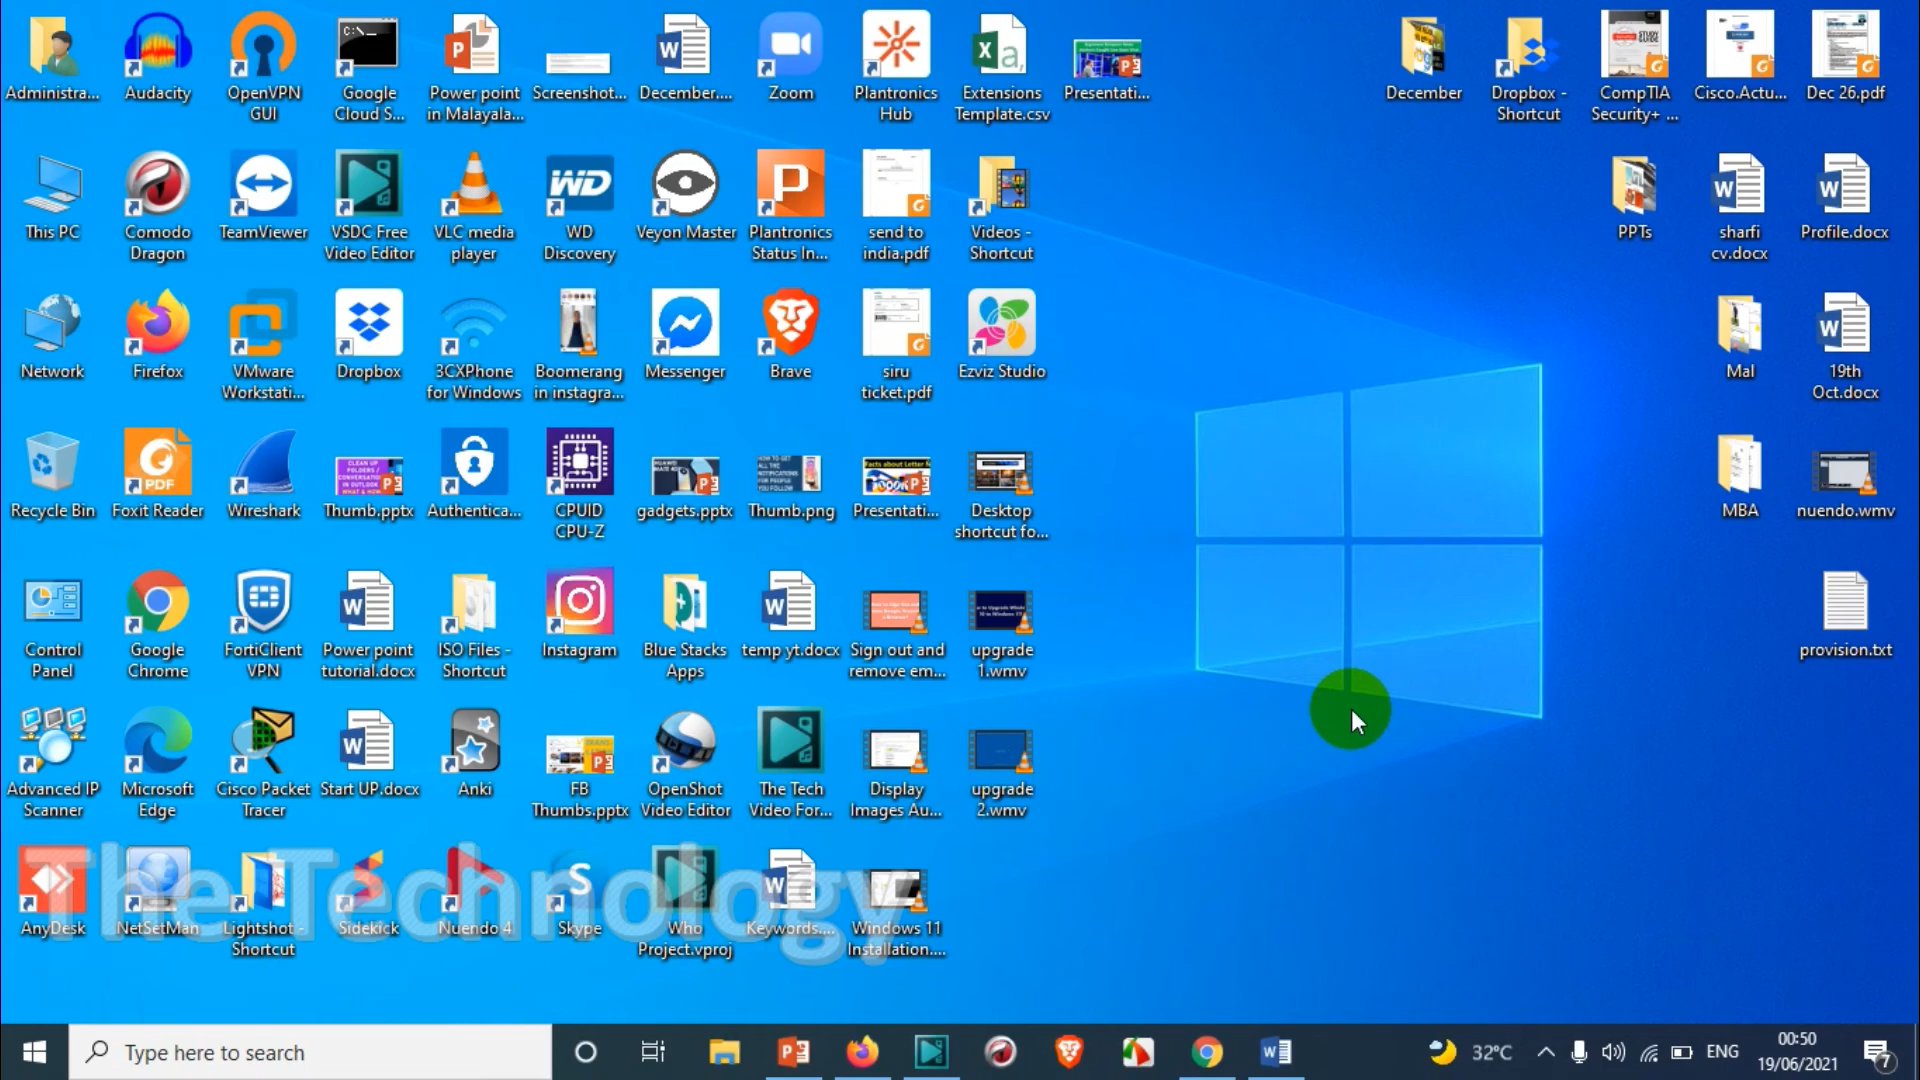 Administra...
Audacity
OpenVPN
GUI
Google
Cloud S...
Power point
in Malayala...
Screenshot...
December....
Zoom
Plantronics
Hub
Extensions
Template.csv
Presentati...
December
Dropbox -
Shortcut
CompTIA
Security+ ...
Cisco.Actu...
Dec 26.pdf
This PC
Comodo
Dragon
TeamViewer
VSDC Free
Video Editor
VLC media
player
WD
Discovery
Veyon Master
Plantronics
Status In...
send to
india.pdf
Videos -
Shortcut
PPTs
sharfi
cv.docx
Profile.docx
Network
Firefox
VMware
Workstati...
Dropbox
3CXPhone
for Windows
Boomerang
in instagra...
Messenger
Brave
siru
ticket.pdf
Ezviz Studio
Mal
19th
Oct.docx
Recycle Bin
Foxit Reader
Wireshark
Thumb.pptx
Authentica...
CPUID
CPU-Z
gadgets.pptx
Thumb.png
Presentati...
Desktop
shortcut fo...
MBA
nuendo.wmv
Control
Panel
Google
Chrome
FortiClient
VPN
Power point
tutorial.docx
ISO Files -
Shortcut
Instagram
Blue Stacks
Apps
temp yt.docx
Sign out and
remove em...
upgrade
1.wmv
provision.txt
Advanced IP
Scanner
Microsoft
Edge
Cisco Packet
Tracer
Start UP.docx
Anki
FB
Thumbs.pptx
OpenShot
Video Editor
The Tech
Video For...
Display
Images Au...
upgrade
2.wmv
The Technology
AnyDesk
NetSetMan
Lightshot -
Shortcut
Sidekick
Nuendo 4
Skype
Who
Project.vproj
Keywords....
Windows 11
Installation....
Type here to search
32°C
ENG
00:50
19/06/2021
7